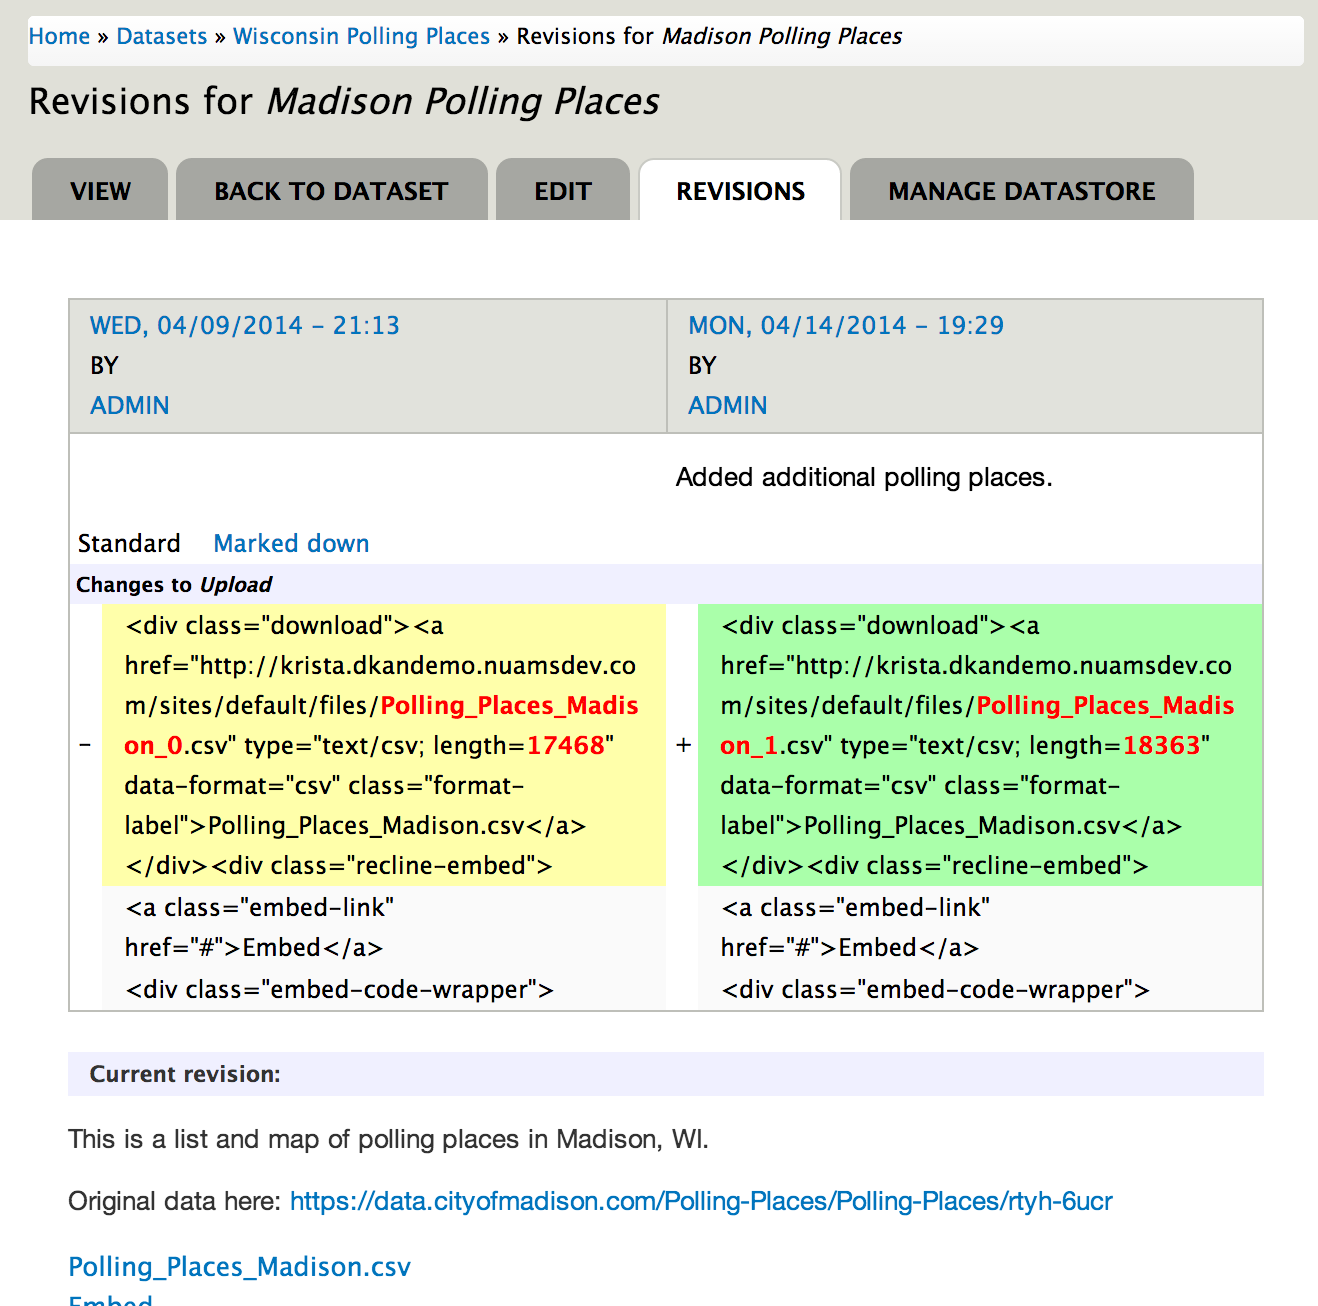 Home » Datasets » Wisconsin Polling Places » Revisions for Madison Polling Places
Revisions for Madison Polling Places
VIEW BACK TO DATASET EDIT REVISIONS MANAGE DATASTORE
WED, 04/09/2014 - 21:13
BY
ADMIN
MON, 04/14/2014 - 19:29
BY
ADMIN
Added additional polling places.
Standard Marked down
Changes to Upload
-
<div class="download"><a
href="http://krista.dkandemo.nuamsdev.co
m/sites/default/files/Polling_Places_Madis
on_0.csv" type="text/csv; length=17468"
data-format="csv" class="format-
label">Polling_Places_Madison.csv</a>
</div><div class="recline-embed">
+
<div class="download"><a
href="http://krista.dkandemo.nuamsdev.co
m/sites/default/files/Polling_Places_Madis
on_1.csv" type="text/csv; length=18363"
data-format="csv" class="format-
label">Polling_Places_Madison.csv</a>
</div><div class="recline-embed">
<a class="embed-link"
href="#">Embed</a>
<a class="embed-link"
href="#">Embed</a>
<div class="embed-code-wrapper">
<div class="embed-code-wrapper">
Current revision:
This is a list and map of polling places in Madison, WI.
Original data here: https://data.cityofmadison.com/Polling-Places/Polling-Places/rtyh-6ucr
Polling_Places_Madison.csv
Embed